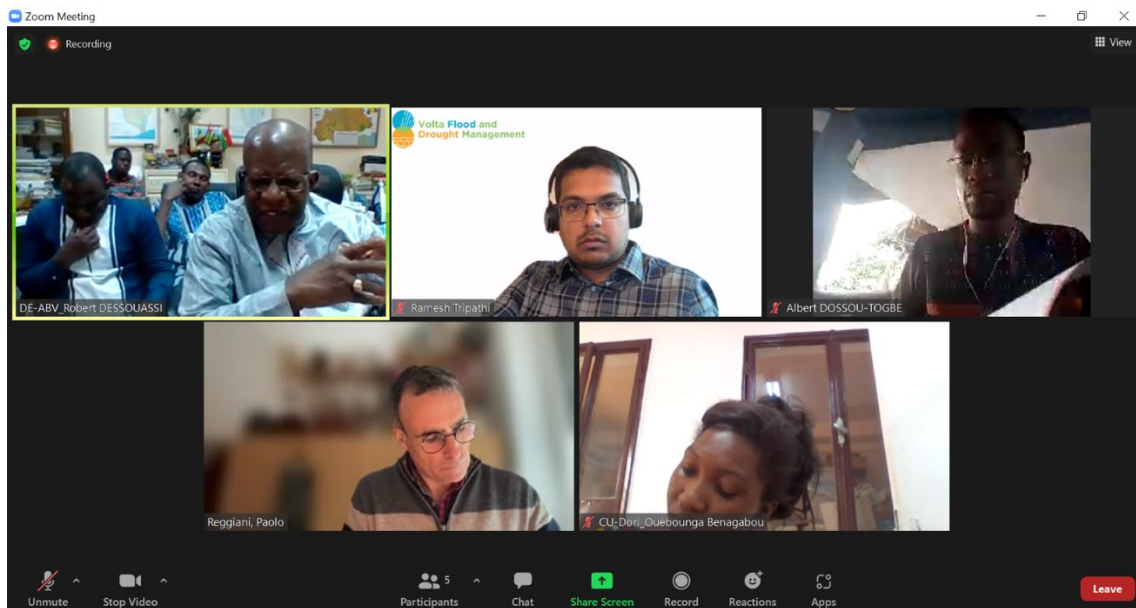 Zoom Meeting
Recording
View
Volta Flood and
Drought Management
DE-ABV_Robert DESSOUASSI
Ramesh Tripathi
Albert DOSSOU-TOGBE
Reggiani, Paolo
CU-Dori_Ouébounga Benagabou
Unmute
Stop Video
5
Participants
Chat
Share Screen
Record
Reactions
Apps
Leave